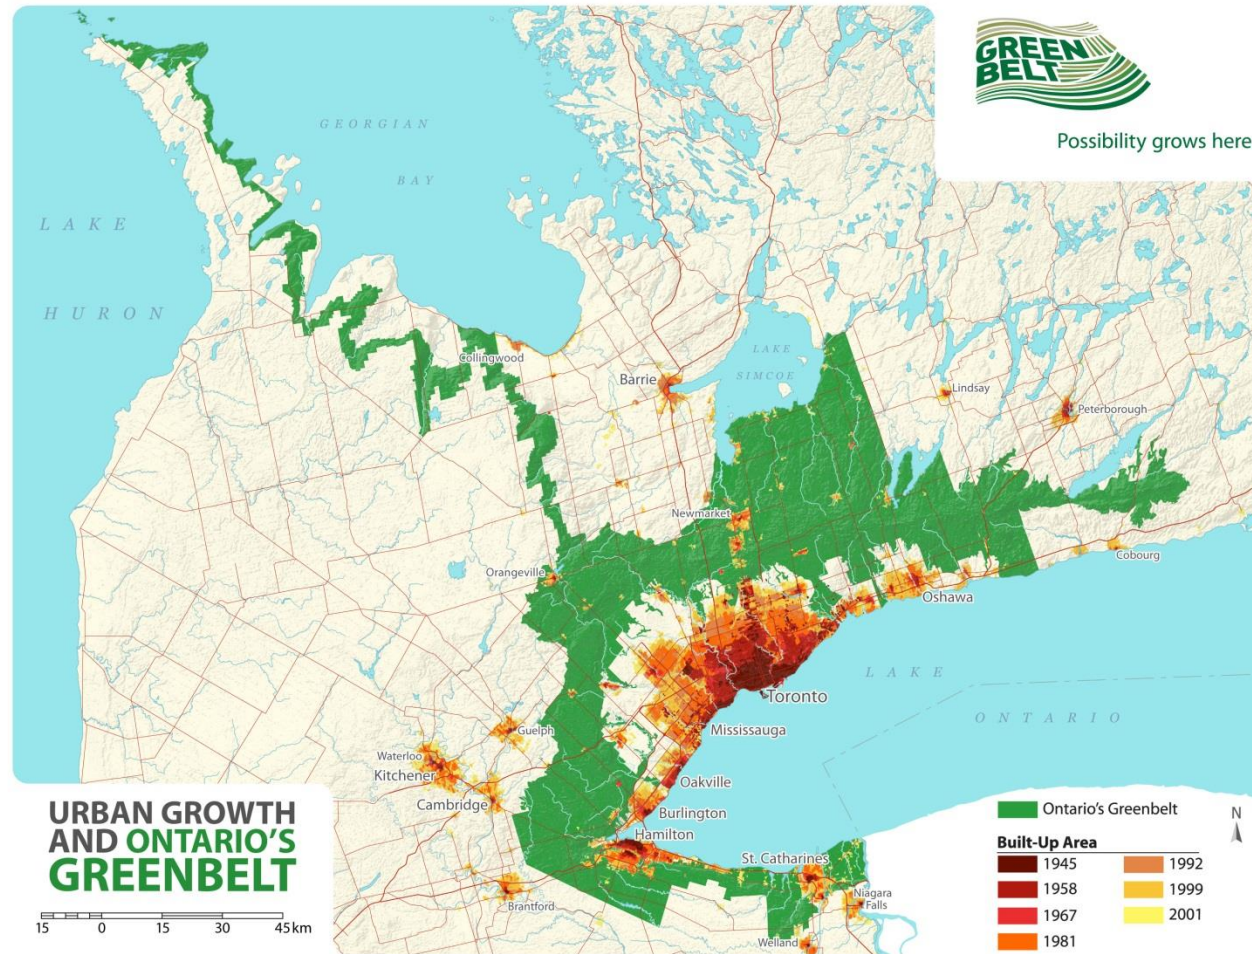 GREEN
BELT
Possibility grows here
GEORGIAN
BAY
LAKE
HURON
LAKE
SIMCOE
Collingwood
Barrie
Lindsay
Peterborough
Newmarket
Cobourg
Orangeville
Oshawa
LAKE
ONTARIO
Toronto
Mississauga
Guelph
Waterloo
Kitchener
Cambridge
Oakville
Burlington
Hamilton
St. Catharines
Niagara
Falls
Brantford
Welland
URBAN GROWTH
AND ONTARIO'S
GREENBELT
15 0 15 30 45 km
Ontario's Greenbelt
N
Built-Up Area
1945 1992
1958 1999
1967 2001
1981